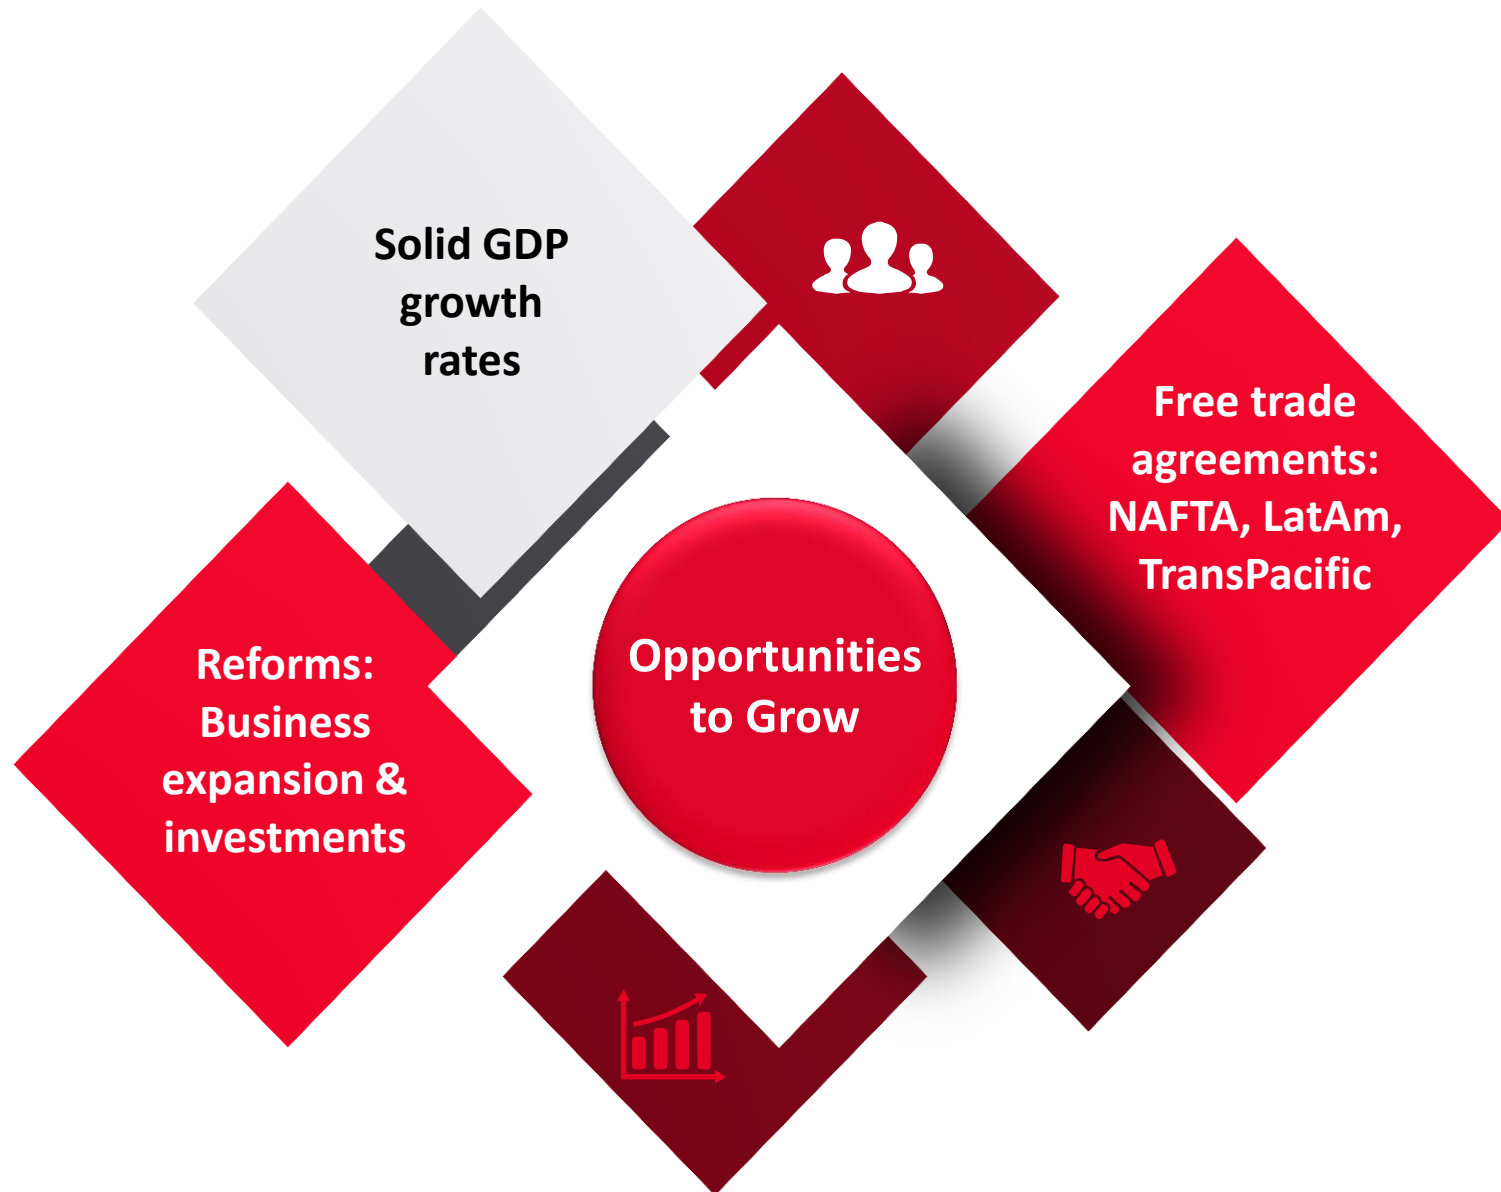 Solid GDP
growth
rates
Free trade
agreements:
NAFTA, LatAm,
TransPacific
Reforms:
Business
expansion &
investments
Opportunities
to Grow